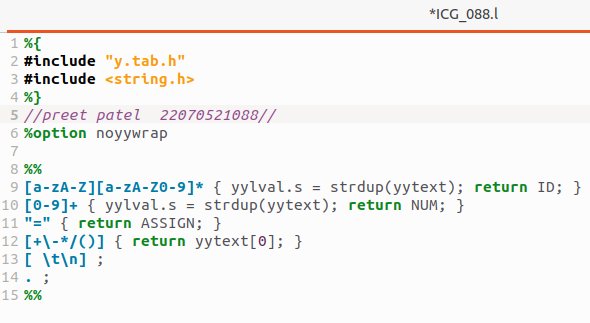 *ICG_088.l
1 %{
2 #include "y.tab.h"
3 #include <string.h>
4 %}
5 //preet patel  22070521088//
6 %option noyywrap
7
8 %%
9 [a-zA-Z][a-zA-Z0-9]* { yylval.s = strdup(yytext); return ID; }
10 [0-9]+ { yylval.s = strdup(yytext); return NUM; }
11 "=" { return ASSIGN; }
12 [+\-*/()] { return yytext[0]; }
13 [ \t\n] ;
14 . ;
15 %%